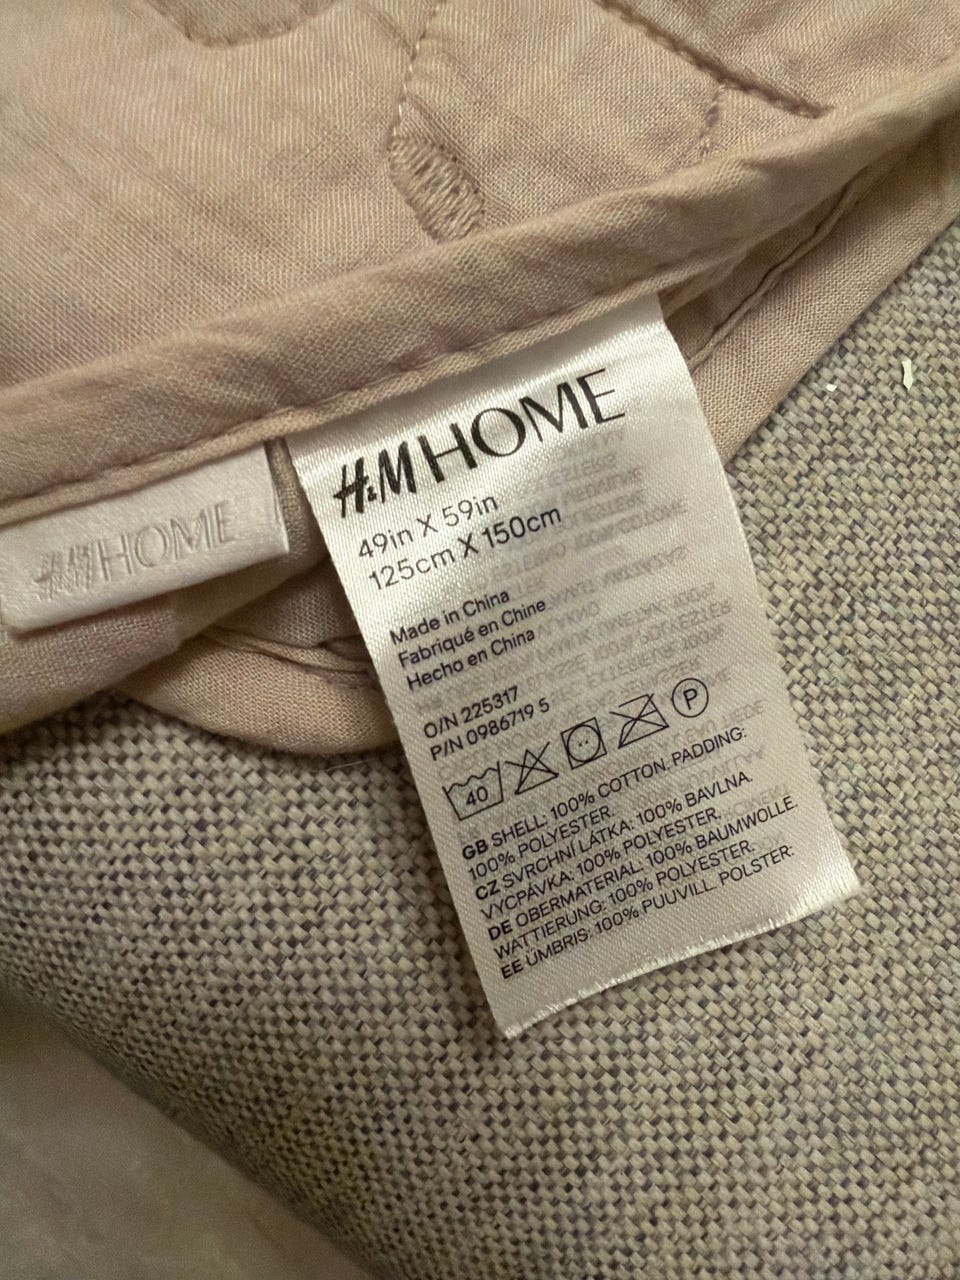 H&M HOME
H&M HOME
49in X 59in
125cm X 150cm
Made in China
Fabriqué en Chine
Hecho en China
O/N 225317
P/N 0986719 5
40
P
GB SHELL: 100% COTTON. PADDING:
100% POLYESTER.
CZ SVRCHNÍ LÁTKA: 100% BAVLNA.
VÝCPÁVKA: 100% POLYESTER.
DE OBERMATERIAL: 100% BAUMWOLLE.
WATTIERUNG: 100% POLYESTER.
EE ÜMBRIS: 100% PUUVILL. POLSTER: